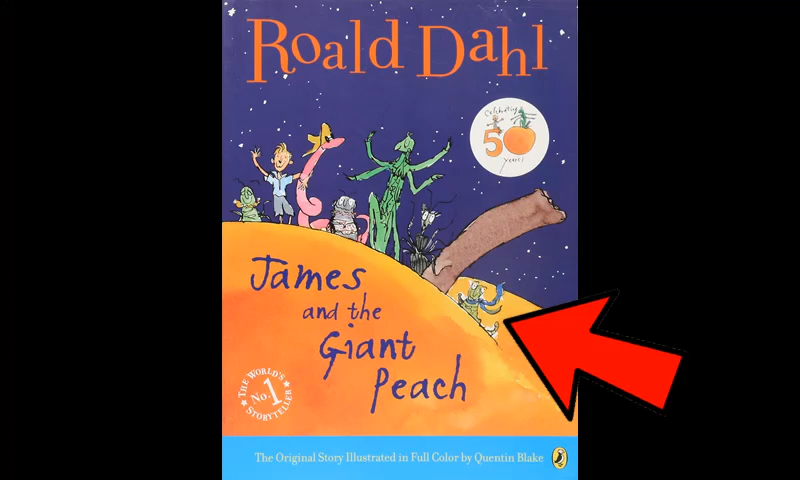 Roald Dahl
Celebrating
50
years!
James
and the
Giant
Peach
THE WORLD'S
No. 1
STORYTELLER
The Original Story Illustrated in Full Color by Quentin Blake